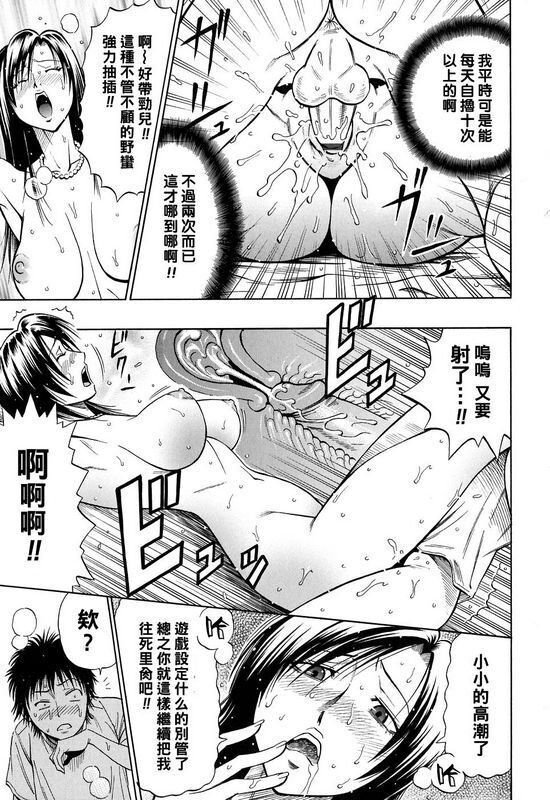 我平時可是能
每天自擼十次
以上的啊
不過兩次而已
這才哪到哪啊!!
啊~好帶勁兒!!
這種不管不顧的野蠻
強力抽插!!
嗚嗚 又要
射了…!!
ビュッ
ビュッ
啊啊啊!!
小小的高潮了
遊戲設定什么的別管了
總之你就這樣繼續把我
往死里肏吧!!
欸?